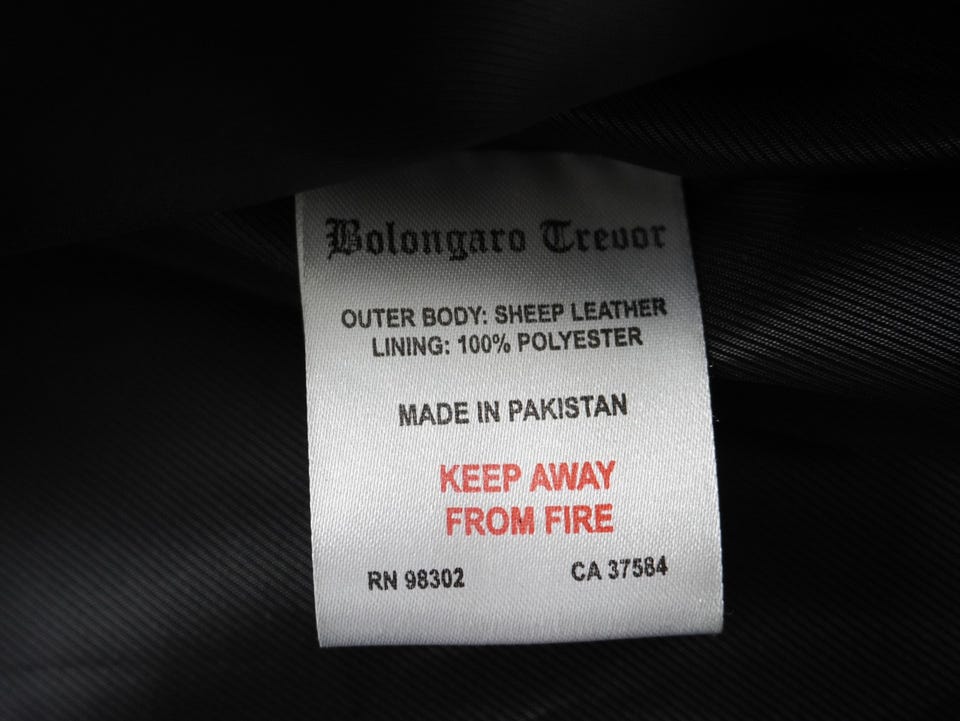 Bolongaro Trevor
OUTER BODY: SHEEP LEATHER
LINING: 100% POLYESTER
MADE IN PAKISTAN
KEEP AWAY
FROM FIRE
RN 98302 CA 37584